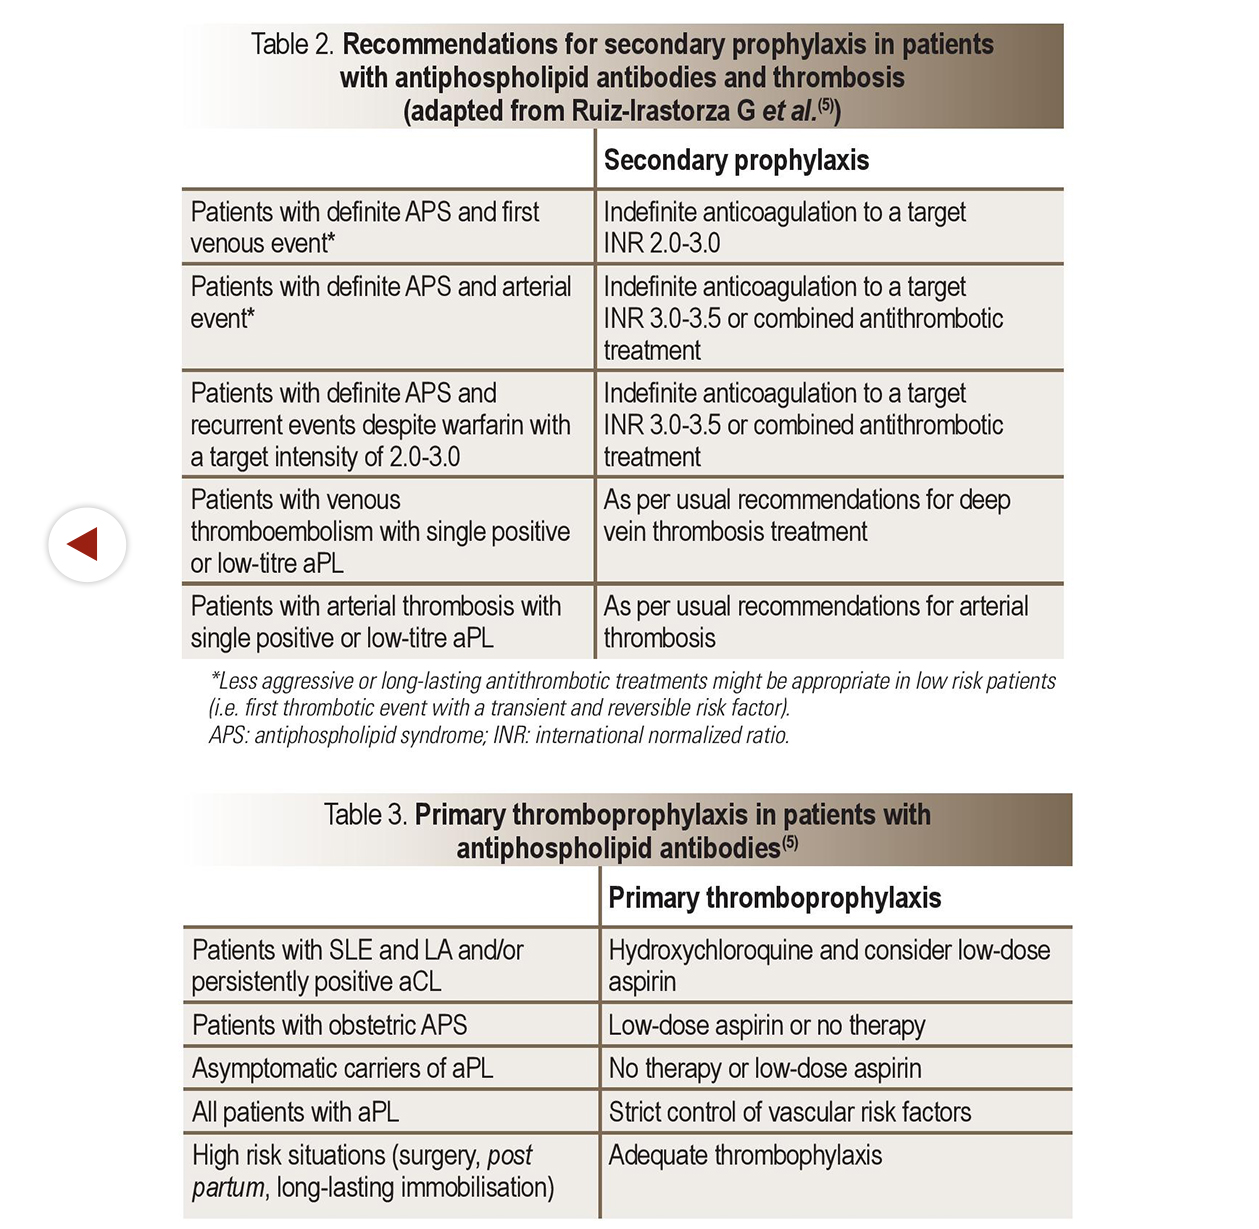 Table 2. Recommendations for secondary prophylaxis in patients
with antiphospholipid antibodies and thrombosis
(adapted from Ruiz-Irastorza G et al.(5))
Secondary prophylaxis
Patients with definite APS and first
venous event*
Indefinite anticoagulation to a target
INR 2.0-3.0
Patients with definite APS and arterial
event*
Indefinite anticoagulation to a target
INR 3.0-3.5 or combined antithrombotic
treatment
Patients with definite APS and
recurrent events despite warfarin with
a target intensity of 2.0-3.0
Indefinite anticoagulation to a target
INR 3.0-3.5 or combined antithrombotic
treatment
Patients with venous
thromboembolism with single positive
or low-titre aPL
As per usual recommendations for deep
vein thrombosis treatment
Patients with arterial thrombosis with
single positive or low-titre aPL
As per usual recommendations for arterial
thrombosis
*Less aggressive or long-lasting antithrombotic treatments might be appropriate in low risk patients
(i.e. first thrombotic event with a transient and reversible risk factor).
APS: antiphospholipid syndrome; INR: international normalized ratio.
Table 3. Primary thromboprophylaxis in patients with
antiphospholipid antibodies(5)
Primary thromboprophylaxis
Patients with SLE and LA and/or
persistently positive aCL
Hydroxychloroquine and consider low-dose
aspirin
Patients with obstetric APS
Low-dose aspirin or no therapy
Asymptomatic carriers of aPL
No therapy or low-dose aspirin
All patients with aPL
Strict control of vascular risk factors
High risk situations (surgery, post
partum, long-lasting immobilisation)
Adequate thrombophylaxis